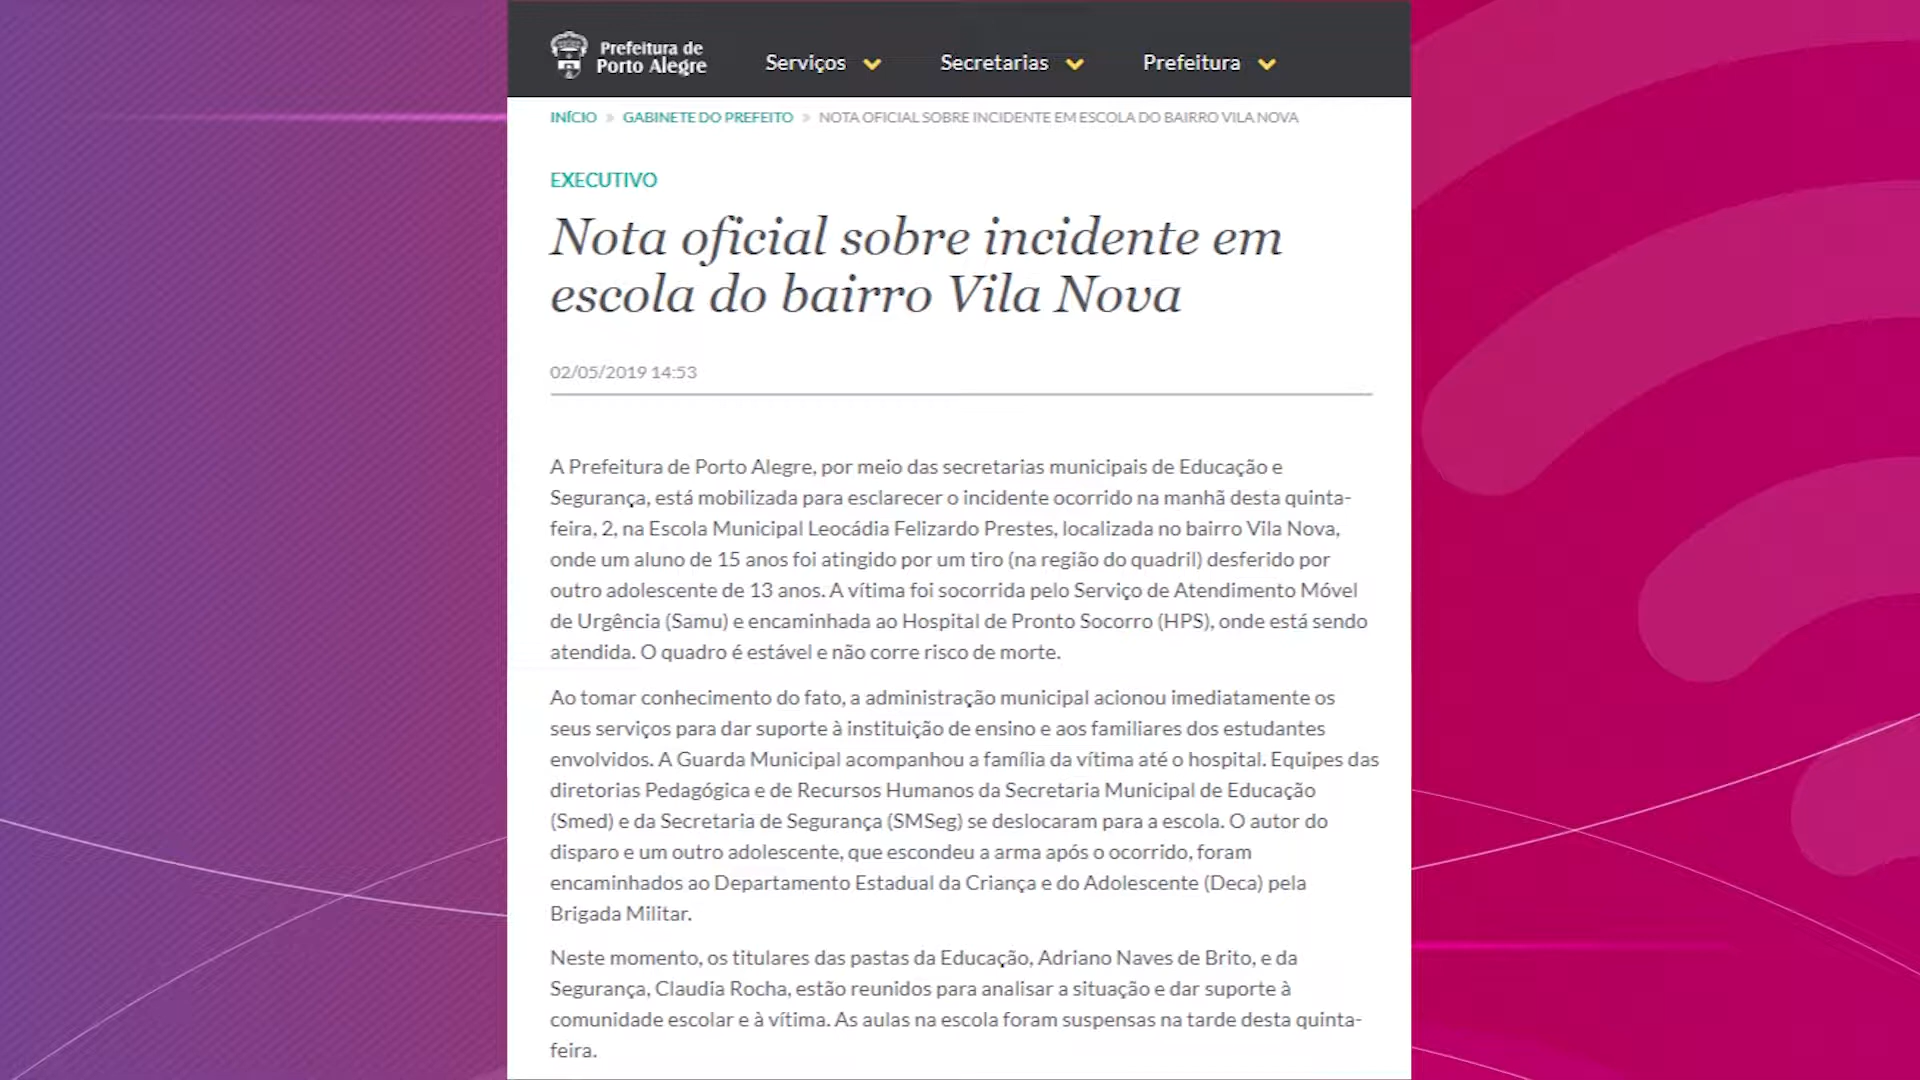 Prefeitura de
Porto Alegre
Serviços
Secretarias
Prefeitura
INÍCIO » GABINETE DO PREFEITO » NOTA OFICIAL SOBRE INCIDENTE EM ESCOLA DO BAIRRO VILA NOVA
EXECUTIVO
Nota oficial sobre incidente em
escola do bairro Vila Nova
02/05/2019 14:53
A Prefeitura de Porto Alegre, por meio das secretarias municipais de Educação e
Segurança, está mobilizada para esclarecer o incidente ocorrido na manhã desta quinta-
feira, 2, na Escola Municipal Leocádia Felizardo Prestes, localizada no bairro Vila Nova,
onde um aluno de 15 anos foi atingido por um tiro (na região do quadril) desferido por
outro adolescente de 13 anos. A vítima foi socorrida pelo Serviço de Atendimento Móvel
de Urgência (Samu) e encaminhada ao Hospital de Pronto Socorro (HPS), onde está sendo
atendida. O quadro é estável e não corre risco de morte.
Ao tomar conhecimento do fato, a administração municipal acionou imediatamente os
seus serviços para dar suporte à instituição de ensino e aos familiares dos estudantes
envolvidos. A Guarda Municipal acompanhou a família da vítima até o hospital. Equipes das
diretorias Pedagógica e de Recursos Humanos da Secretaria Municipal de Educação
(Smed) e da Secretaria de Segurança (SMSeg) se deslocaram para a escola. O autor do
disparo e um outro adolescente, que escondeu a arma após o ocorrido, foram
encaminhados ao Departamento Estadual da Criança e do Adolescente (Deca) pela
Brigada Militar.
Neste momento, os titulares das pastas da Educação, Adriano Naves de Brito, e da
Segurança, Claudia Rocha, estão reunidos para analisar a situação e dar suporte à
comunidade escolar e à vítima. As aulas na escola foram suspensas na tarde desta quinta-
feira.